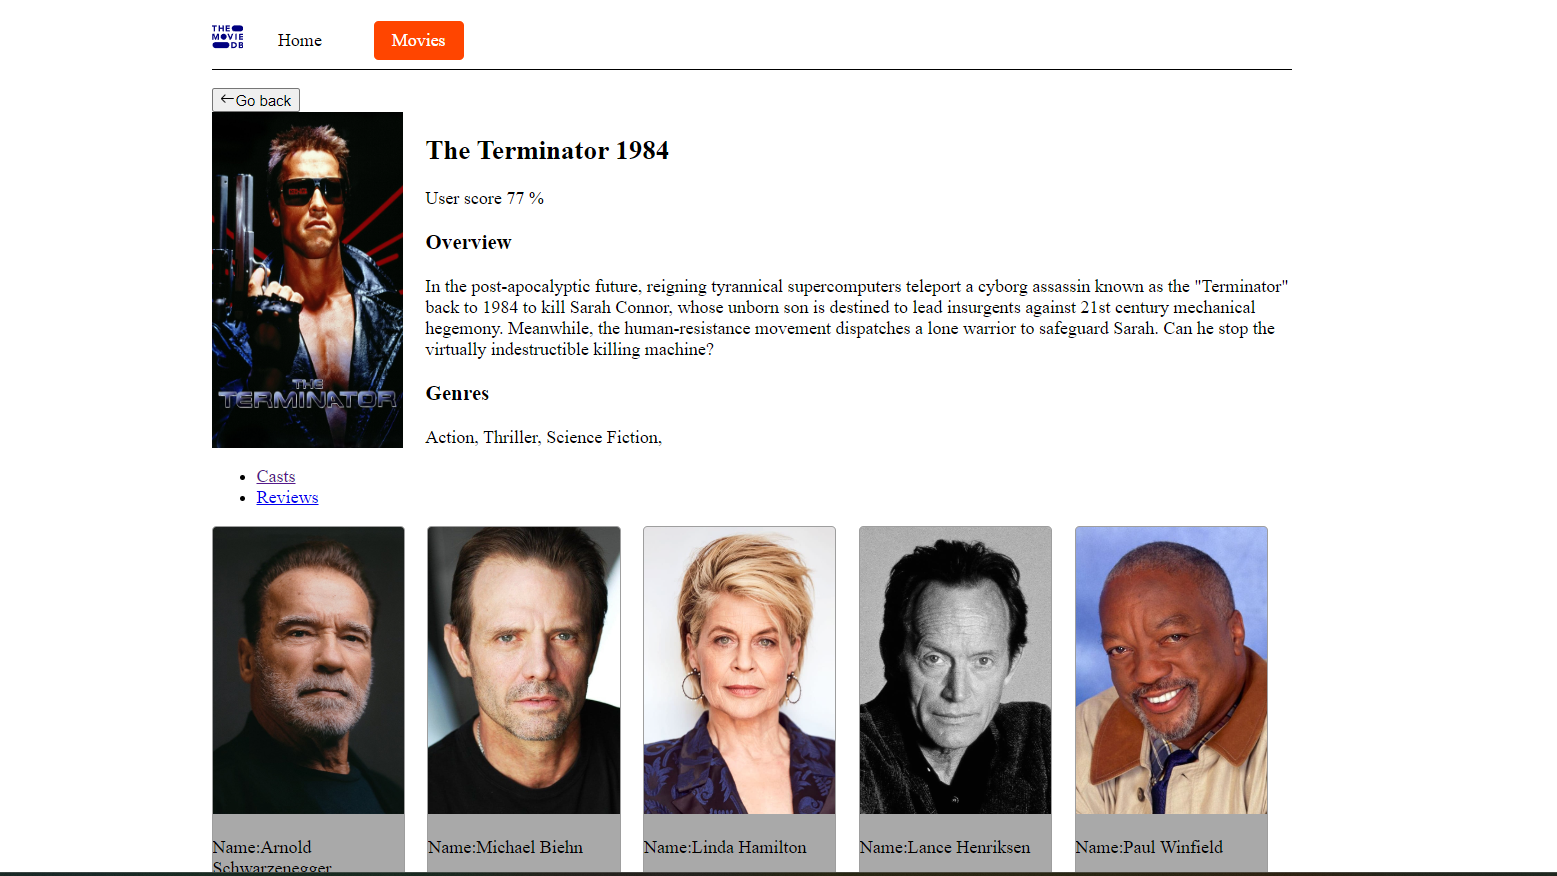 THE
MOVIE
DB
Home
Movies
Go back
The Terminator 1984
User score 77 %
Overview
In the post-apocalyptic future, reigning tyrannical supercomputers teleport a cyborg assassin known as the "Terminator"
back to 1984 to kill Sarah Connor, whose unborn son is destined to lead insurgents against 21st century mechanical
hegemony. Meanwhile, the human-resistance movement dispatches a lone warrior to safeguard Sarah. Can he stop the
virtually indestructible killing machine?
Genres
Action, Thriller, Science Fiction,
THE
TERMINATOR
Casts
Reviews
Name:Arnold
Schwarzenegger
Name:Michael Biehn
Name:Linda Hamilton
Name:Lance Henriksen
Name:Paul Winfield